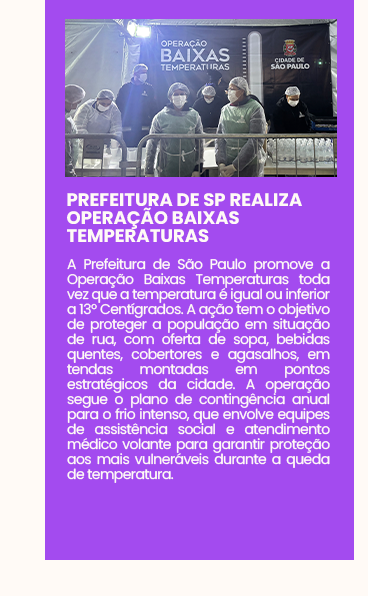 OPERAÇÃO
BAIXAS
TEMPERATURAS
CIDADE DE
SÃO PAULO
PREFEITURA DE SP REALIZA
OPERAÇÃO BAIXAS
TEMPERATURAS
A Prefeitura de São Paulo promove a
Operação Baixas Temperaturas toda
vez que a temperatura é igual ou inferior
a 13º Centígrados. A ação tem o objetivo
de proteger a população em situação
de rua, com oferta de sopa, bebidas
quentes, cobertores e agasalhos, em
tendas montadas em pontos
estratégicos da cidade. A operação
segue o plano de contingência anual
para o frio intenso, que envolve equipes
de assistência social e atendimento
médico volante para garantir proteção
aos mais vulneráveis durante a queda
de temperatura.